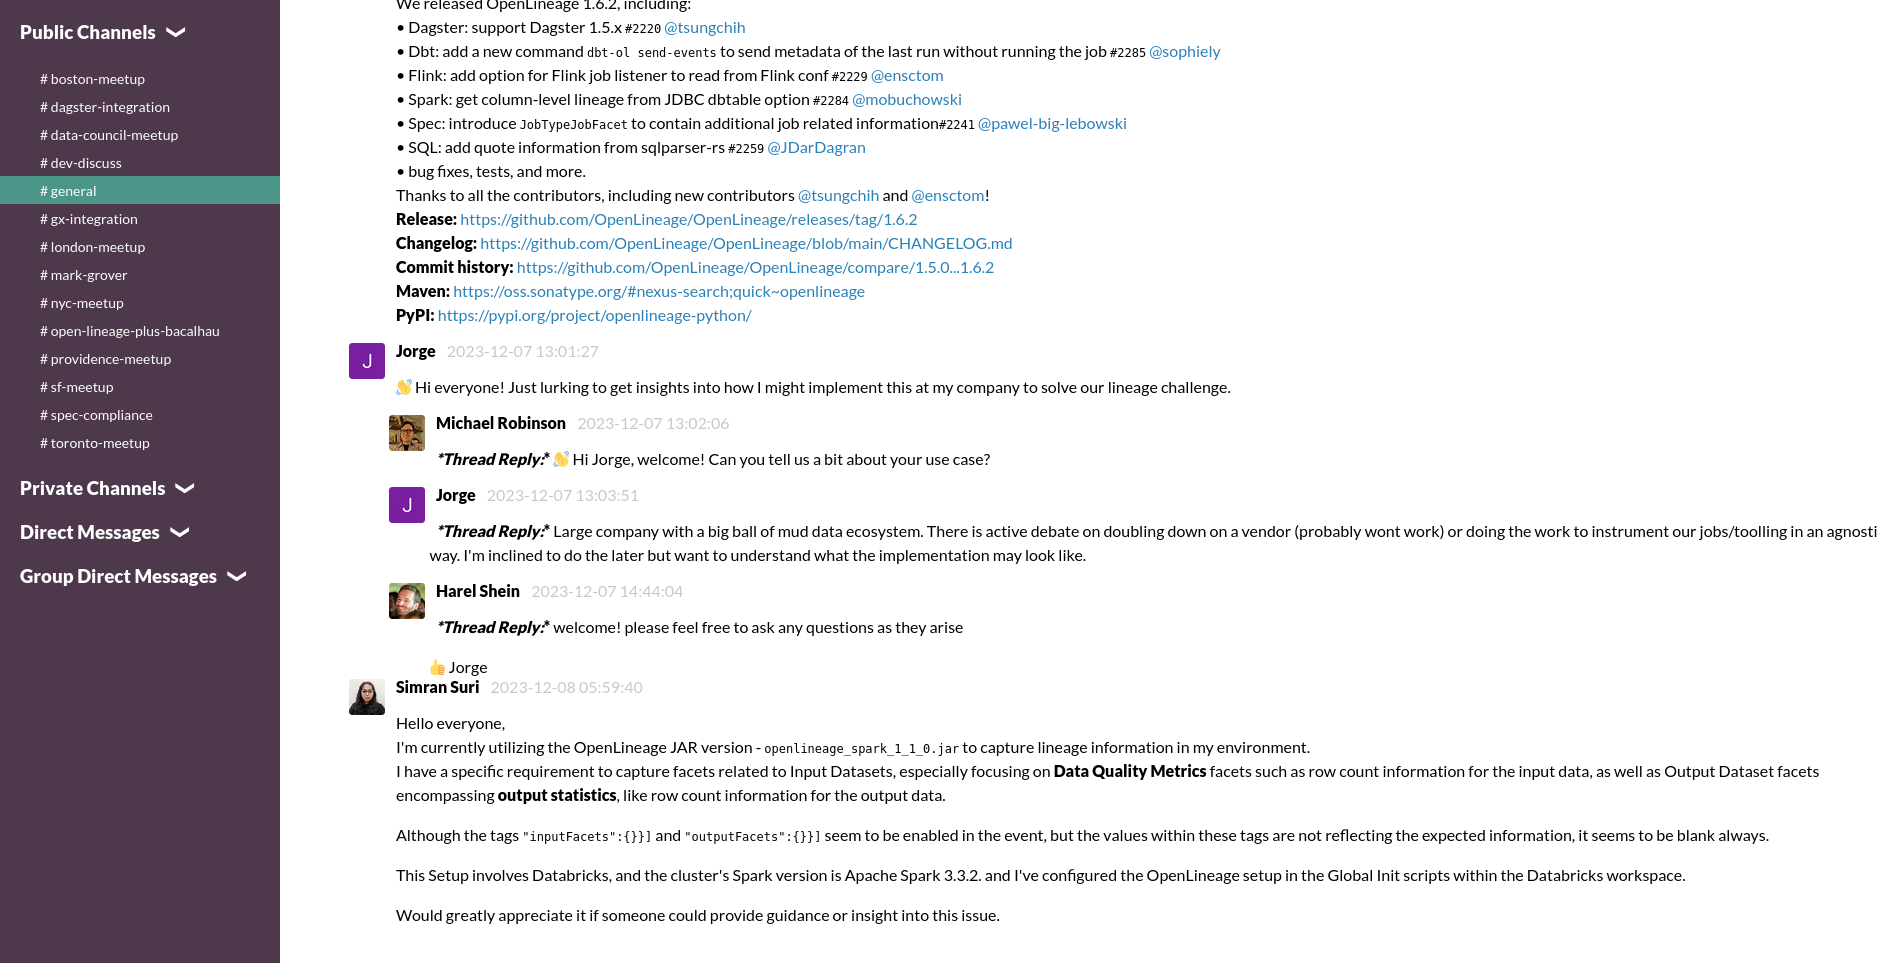 Public Channels
# boston-meetup
# dagster-integration
# data-council-meetup
# dev-discuss
# general
# gx-integration
# london-meetup
# mark-grover
# nyc-meetup
# open-lineage-plus-bacalhau
# providence-meetup
# sf-meetup
# spec-compliance
# toronto-meetup
Private Channels
Direct Messages
Group Direct Messages
We released OpenLineage 1.6.2, including:
• Dagster: support Dagster 1.5.x #2220 @tsungchih
• Dbt: add a new command dbt-ol send-events to send metadata of the last run without running the job #2285 @sophiely
• Flink: add option for Flink job listener to read from Flink conf #2229 @ensctom
• Spark: get column-level lineage from JDBC dbtable option #2284 @mobuchowski
• Spec: introduce JobTypeJobFacet to contain additional job related information#2241 @pawel-big-lebowski
• SQL: add quote information from sqlparser-rs #2259 @JDarDagran
• bug fixes, tests, and more.
Thanks to all the contributors, including new contributors @tsungchih and @ensctom!
Release: https://github.com/OpenLineage/OpenLineage/releases/tag/1.6.2
Changelog: https://github.com/OpenLineage/OpenLineage/blob/main/CHANGELOG.md
Commit history: https://github.com/OpenLineage/OpenLineage/compare/1.5.0...1.6.2
Maven: https://oss.sonatype.org/#nexus-search;quick~openlineage
PyPI: https://pypi.org/project/openlineage-python/
J
Jorge 2023-12-07 13:01:27
👋 Hi everyone! Just lurking to get insights into how I might implement this at my company to solve our lineage challenge.
Michael Robinson 2023-12-07 13:02:06
*Thread Reply:* 👋 Hi Jorge, welcome! Can you tell us a bit about your use case?
J
Jorge 2023-12-07 13:03:51
*Thread Reply:* Large company with a big ball of mud data ecosystem. There is active debate on doubling down on a vendor (probably wont work) or doing the work to instrument our jobs/toolling in an agnosti
way. I'm inclined to do the later but want to understand what the implementation may look like.
Harel Shein 2023-12-07 14:44:04
*Thread Reply:* welcome! please feel free to ask any questions as they arise
👍 Jorge
Simran Suri 2023-12-08 05:59:40
Hello everyone,
I'm currently utilizing the OpenLineage JAR version - openlineage_spark_1_1_0.jar to capture lineage information in my environment.
I have a specific requirement to capture facets related to Input Datasets, especially focusing on Data Quality Metrics facets such as row count information for the input data, as well as Output Dataset facets
encompassing output statistics, like row count information for the output data.
Although the tags "inputFacets":{}}] and "outputFacets":{}}] seem to be enabled in the event, but the values within these tags are not reflecting the expected information, it seems to be blank always.
This Setup involves Databricks, and the cluster's Spark version is Apache Spark 3.3.2. and I've configured the OpenLineage setup in the Global Init scripts within the Databricks workspace.
Would greatly appreciate it if someone could provide guidance or insight into this issue.